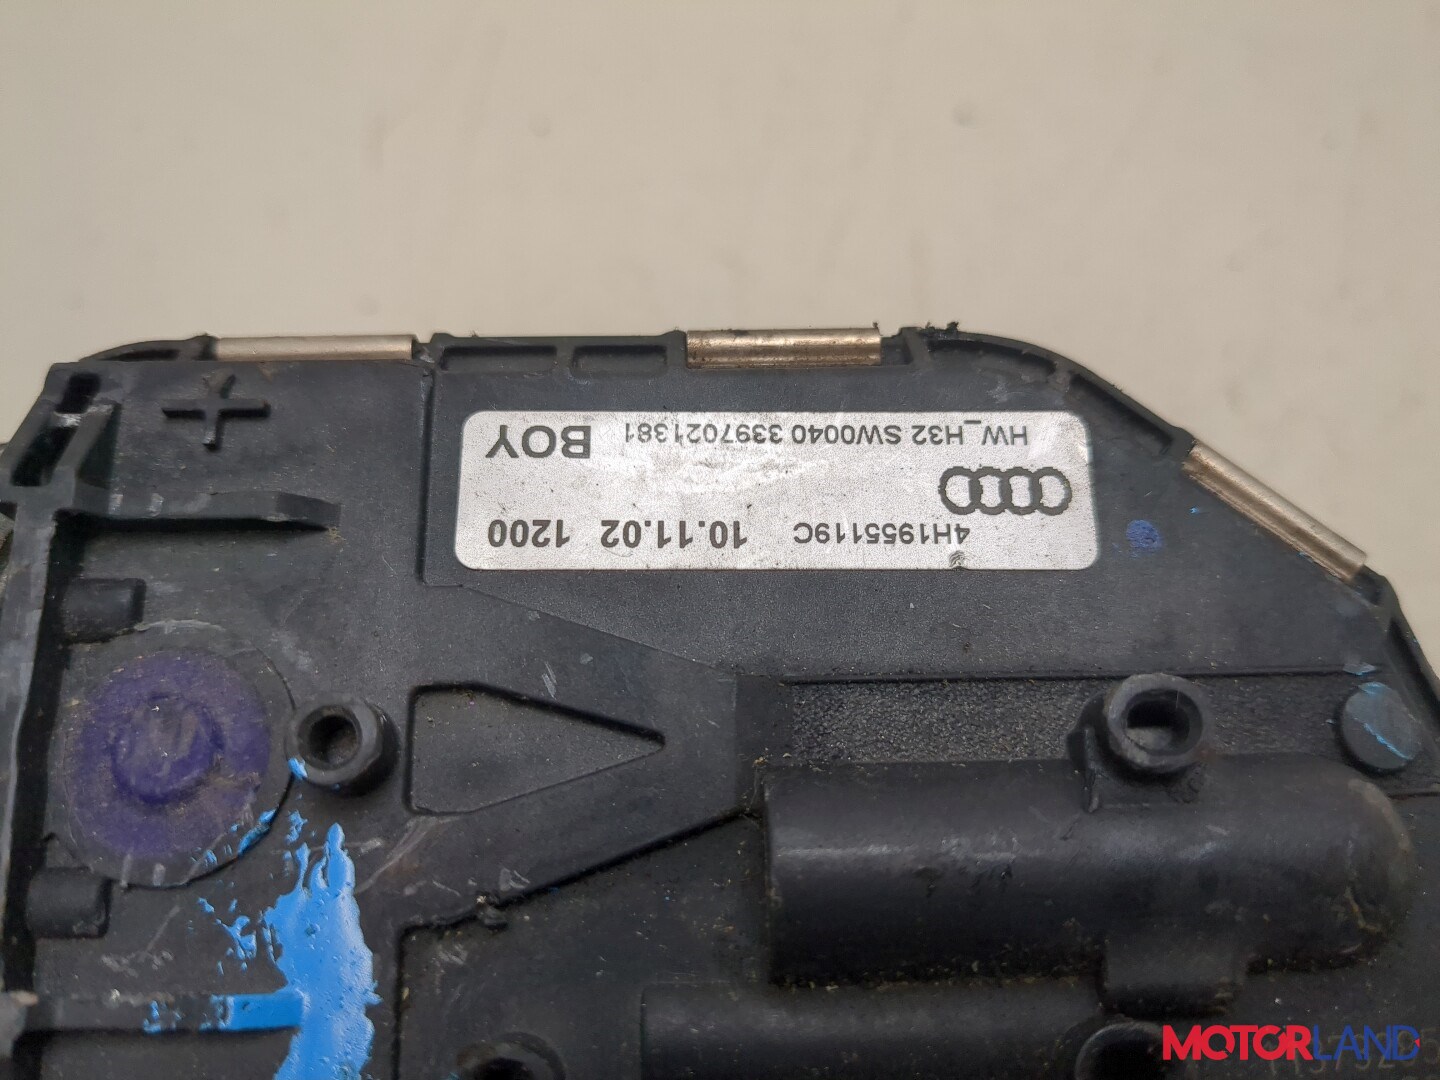 4H1955119C 10.11.02 1200
HW_H32 SW0040 3397021381 BOY
MOTORLAND